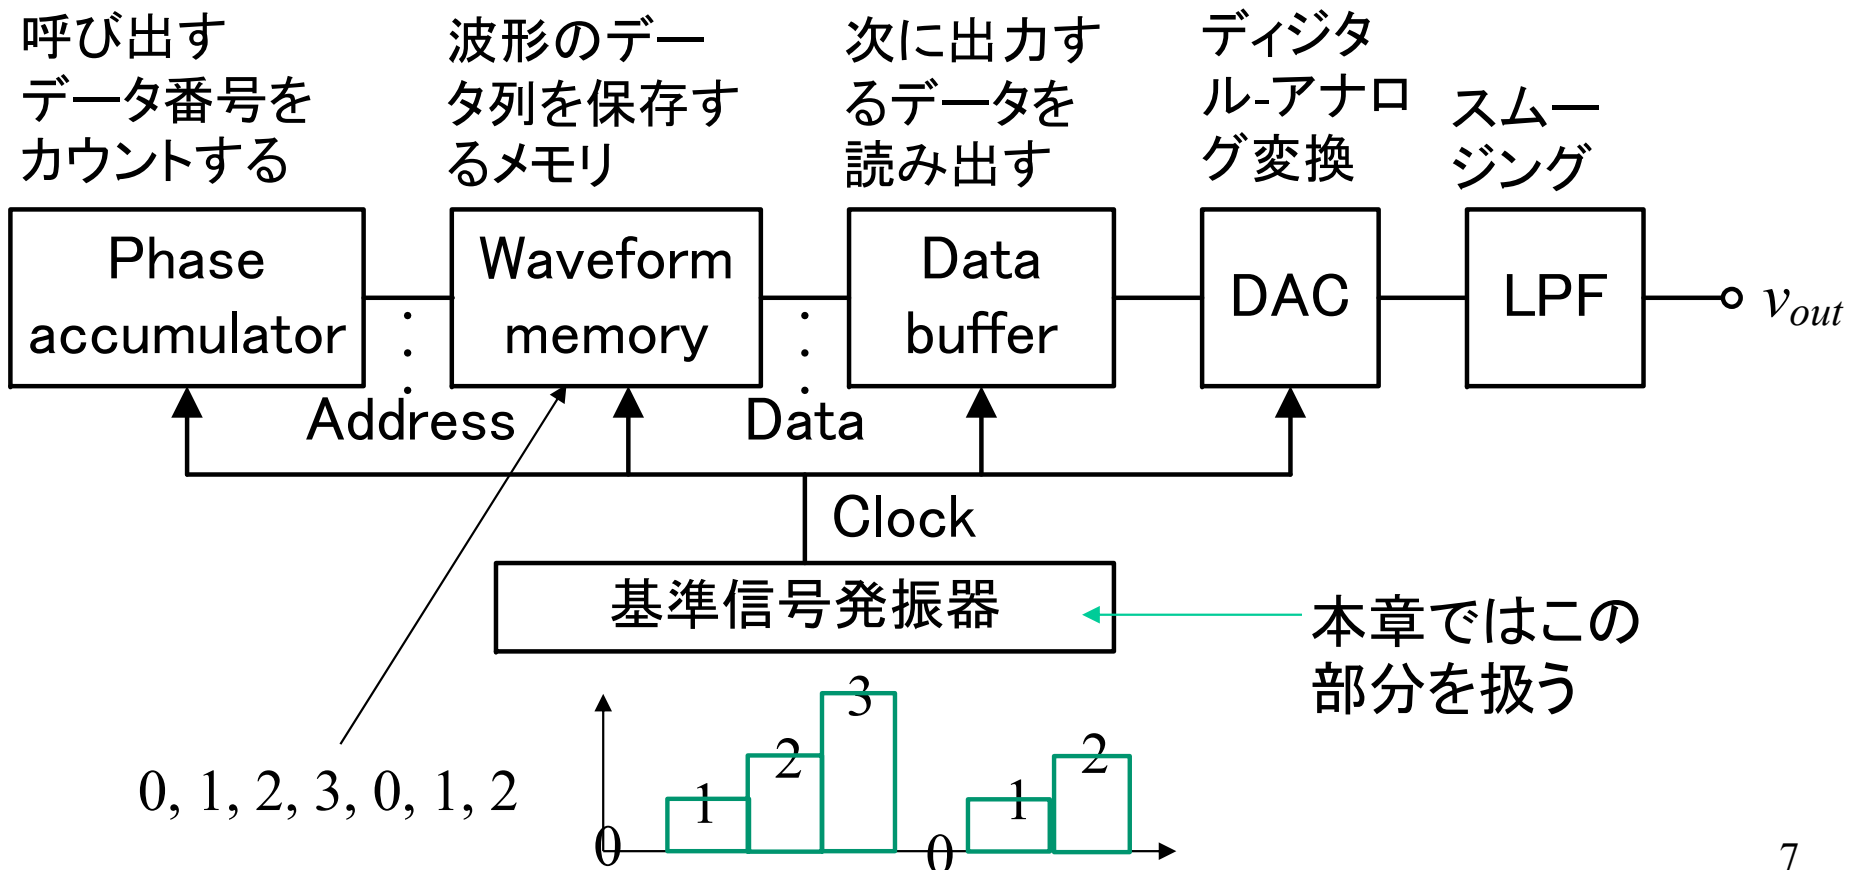 呼び出す
データ番号を
カウントする
波形のデー
タ列を保存す
るメモリ
次に出力す
るデータを
読み出す
ディジタ
ル-アナロ
グ変換
スムー
ジング
Phase
accumulator
Waveform
memory
Data
buffer
DAC
LPF
vout
Address
Data
Clock
基準信号発振器
本章ではこの
部分を扱う
0, 1, 2, 3, 0, 1, 2
0
1
2
3
0
1
2
7